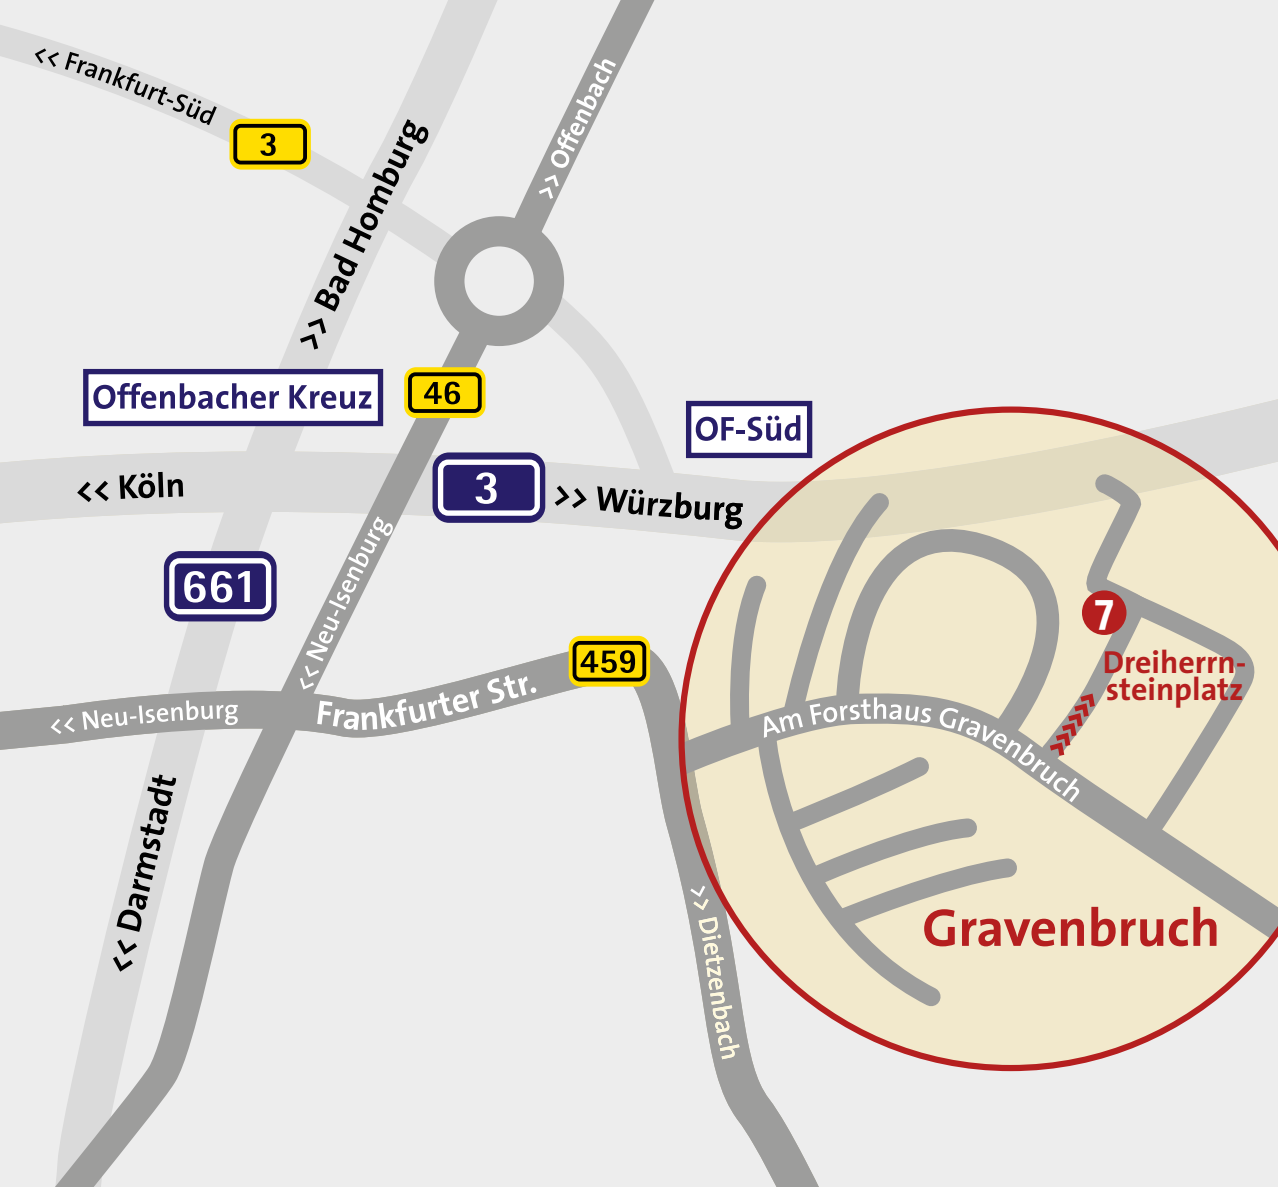 << Frankfurt-Süd
3
>> Bad Homburg
>> Offenbach
Offenbacher Kreuz
46
OF-Süd
<< Köln
3
>> Würzburg
661
<< Neu-Isenburg
459
<< Neu-Isenburg
Frankfurter Str.
7
Dreiherrn-
steinplatz
Am Forsthaus Gravenbruch
<< Darmstadt
>> Dietzenbach
Gravenbruch